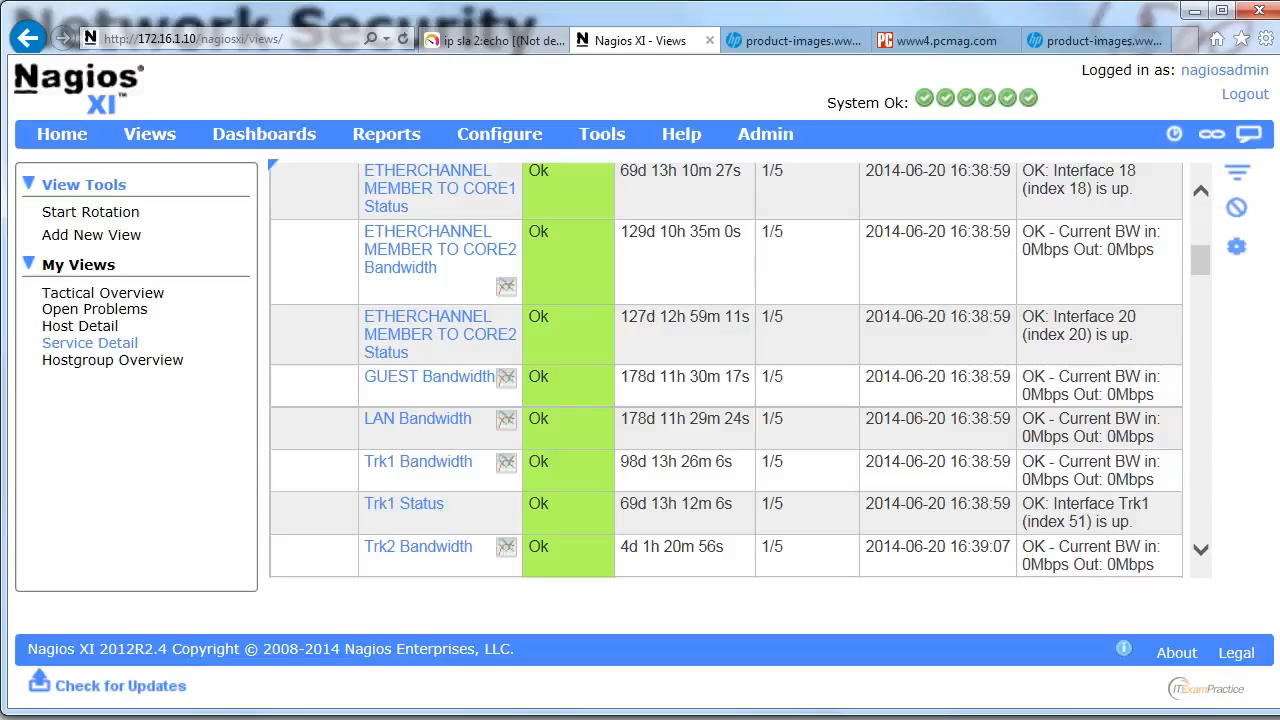 Network Security
http://172.16.1.10/nagiosxi/views/
ip sla 2:echo [(Not de...
Nagios XI - Views
product-images.ww...
www4.pcmag.com
product-images.ww...
Nagios®
XI™
Logged in as: nagiosadmin
System Ok:
Logout
Home Views Dashboards Reports Configure Tools Help Admin
View Tools
Start Rotation
Add New View
My Views
Tactical Overview
Open Problems
Host Detail
Service Detail
Hostgroup Overview
ETHERCHANNEL Ok 69d 13h 10m 27s 1/5 2014-06-20 16:38:59 OK: Interface 18
MEMBER TO CORE1 (index 18) is up.
Status
ETHERCHANNEL Ok 129d 10h 35m 0s 1/5 2014-06-20 16:38:59 OK - Current BW in:
MEMBER TO CORE2 0Mbps Out: 0Mbps
Bandwidth
ETHERCHANNEL Ok 127d 12h 59m 11s 1/5 2014-06-20 16:38:59 OK: Interface 20
MEMBER TO CORE2 (index 20) is up.
Status
GUEST Bandwidth Ok 178d 11h 30m 17s 1/5 2014-06-20 16:38:59 OK - Current BW in:
0Mbps Out: 0Mbps
LAN Bandwidth Ok 178d 11h 29m 24s 1/5 2014-06-20 16:38:59 OK - Current BW in:
0Mbps Out: 0Mbps
Trk1 Bandwidth Ok 98d 13h 26m 6s 1/5 2014-06-20 16:38:59 OK - Current BW in:
0Mbps Out: 0Mbps
Trk1 Status Ok 69d 13h 12m 6s 1/5 2014-06-20 16:38:59 OK: Interface Trk1
(index 51) is up.
Trk2 Bandwidth Ok 4d 1h 20m 56s 1/5 2014-06-20 16:39:07 OK - Current BW in:
0Mbps Out: 0Mbps
Nagios XI 2012R2.4 Copyright © 2008-2014 Nagios Enterprises, LLC.
About Legal
Check for Updates
ITExamPractice